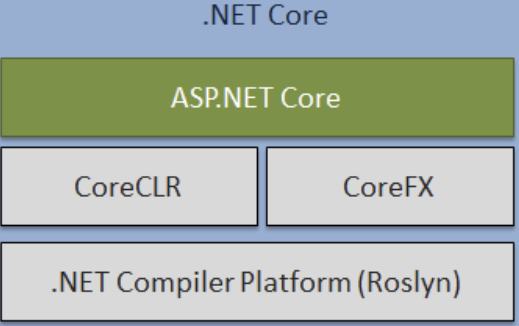 .NET Core
ASP.NET Core
CoreCLR
CoreFX
.NET Compiler Platform (Roslyn)